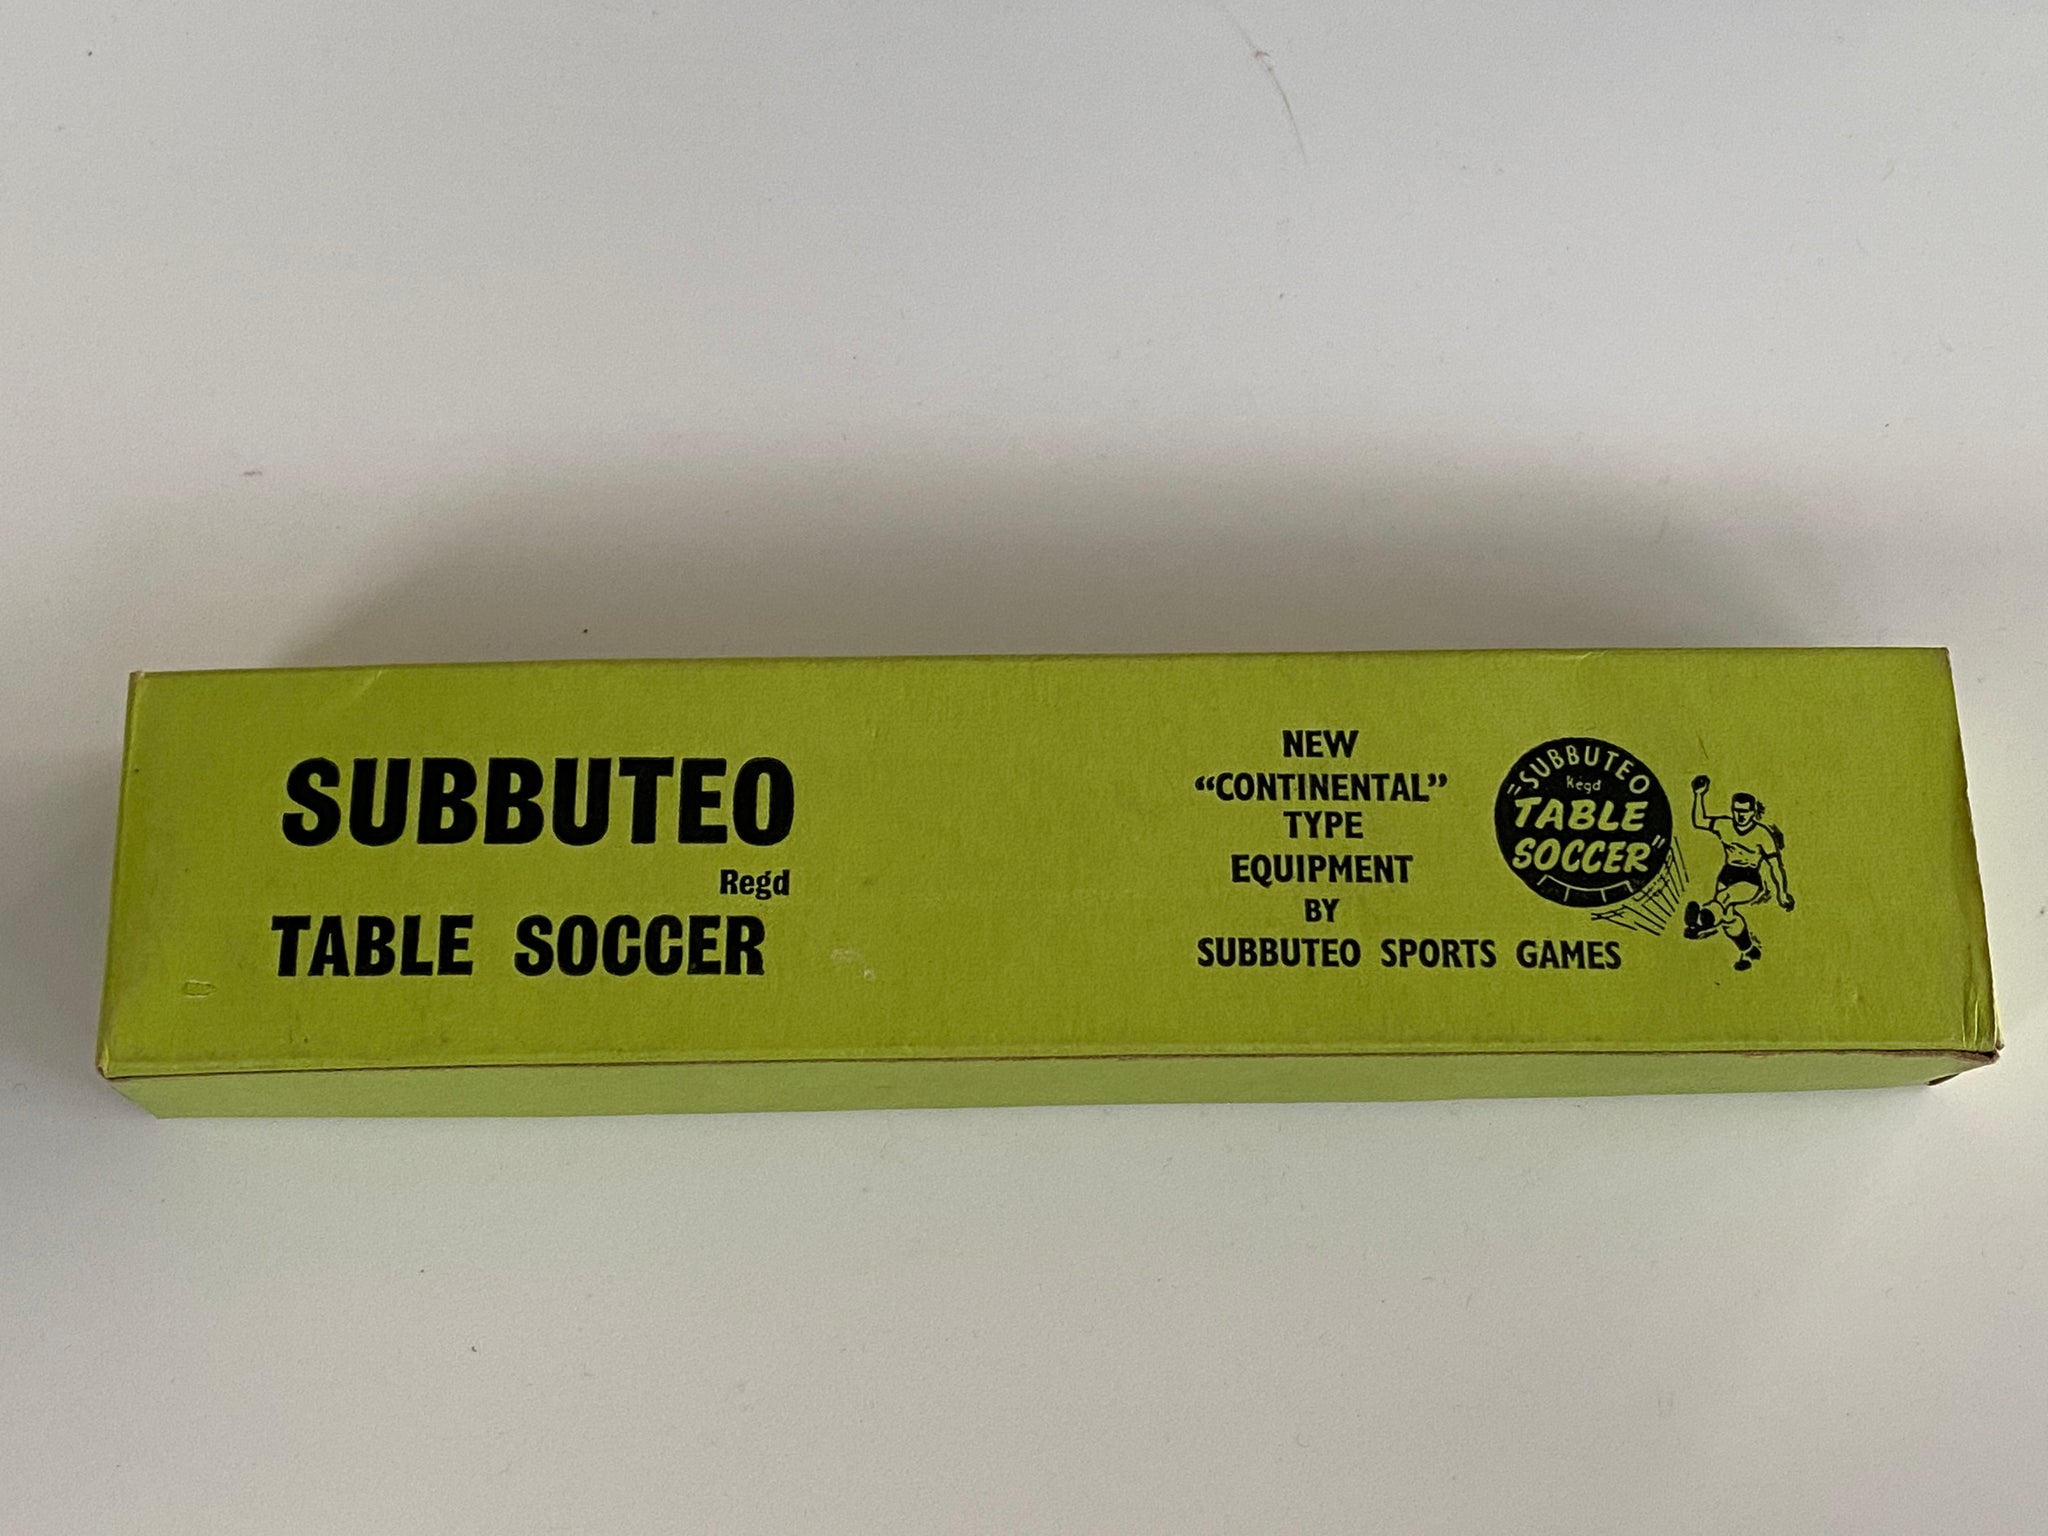 SUBBUTEO
Regd
TABLE SOCCER
NEW
“CONTINENTAL”
TYPE
EQUIPMENT
BY
SUBBUTEO SPORTS GAMES
"SUBBUTEO
Regd
TABLE
SOCCER"